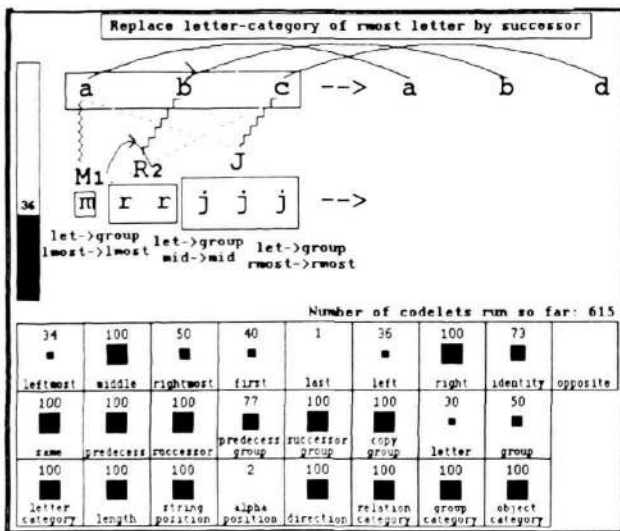 Replace letter-category of rmost letter by successor
a b c --> a b d
M1 R2 J
36
m r r j j j -->
let->group let->group let->group
lmost->lmost mid->mid rmost->rmost
Number of codelets run so far: 615
34 100 50 40 1 36 100 73
leftmost middle rightmost first last left right identity opposite
100 100 100 77 100 100 30 50
same predecess successor predecess group successor group copy group letter group
100 100 100 2 100 100 100 100
letter category length string position alpha position direction relation category group category object category